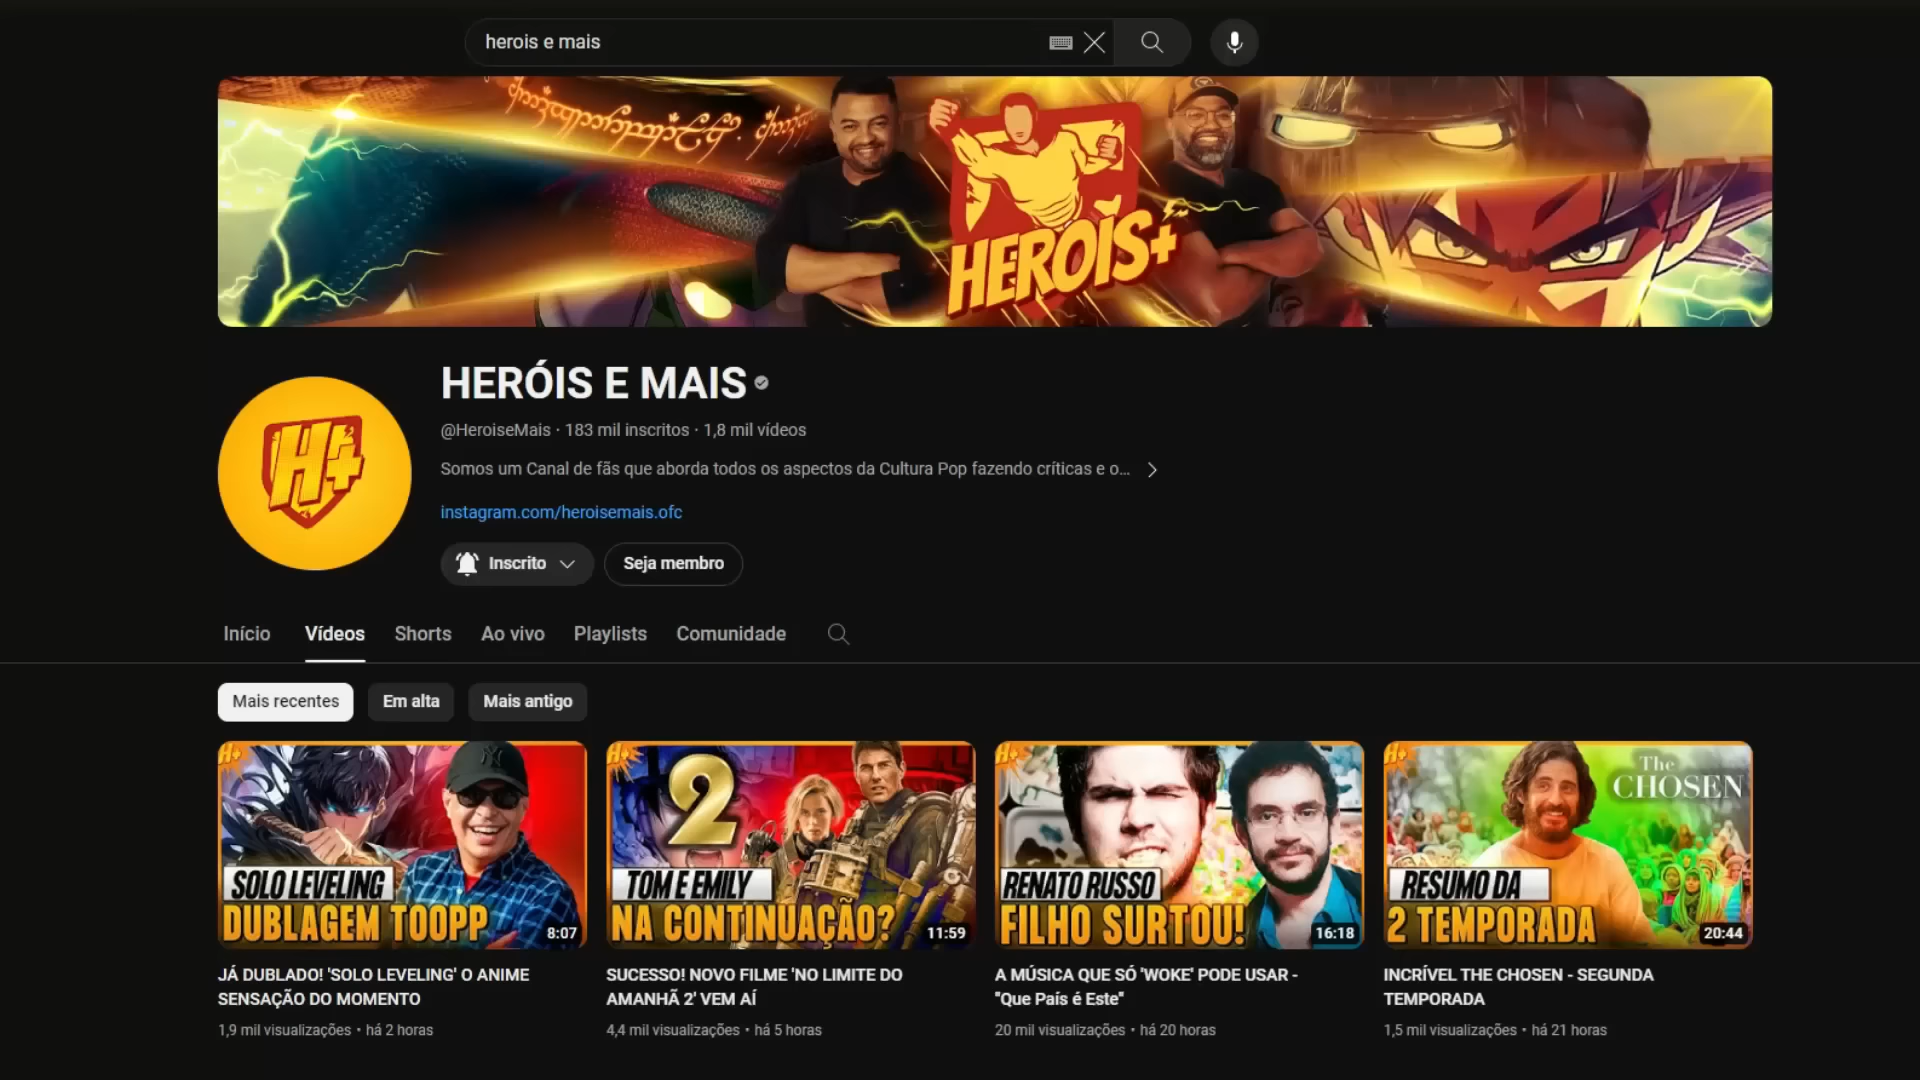 herois e mais
HEROIS+
H+
HERÓIS E MAIS
@HeroiseMais · 183 mil inscritos · 1,8 mil vídeos
Somos um Canal de fãs que aborda todos os aspectos da Cultura Pop fazendo críticas e o...
instagram.com/heroisemais.ofc
Inscrito
Seja membro
Início Vídeos Shorts Ao vivo Playlists Comunidade
Mais recentes Em alta Mais antigo
H+
SOLO LEVELING
DUBLAGEM TOOPP
8:07
H+
2
TOM E EMILY
NA CONTINUAÇÃO?
11:59
H+
RENATO RUSSO
FILHO SURTOU!
16:18
H+
The
CHOSEN
RESUMO DA
2 TEMPORADA
20:44
JÁ DUBLADO! 'SOLO LEVELING' O ANIME
SENSAÇÃO DO MOMENTO
1,9 mil visualizações • há 2 horas
SUCESSO! NOVO FILME 'NO LIMITE DO
AMANHÃ 2' VEM AÍ
4,4 mil visualizações • há 5 horas
A MÚSICA QUE SÓ 'WOKE' PODE USAR -
"Que País é Este"
20 mil visualizações • há 20 horas
INCRÍVEL THE CHOSEN - SEGUNDA
TEMPORADA
1,5 mil visualizações • há 21 horas